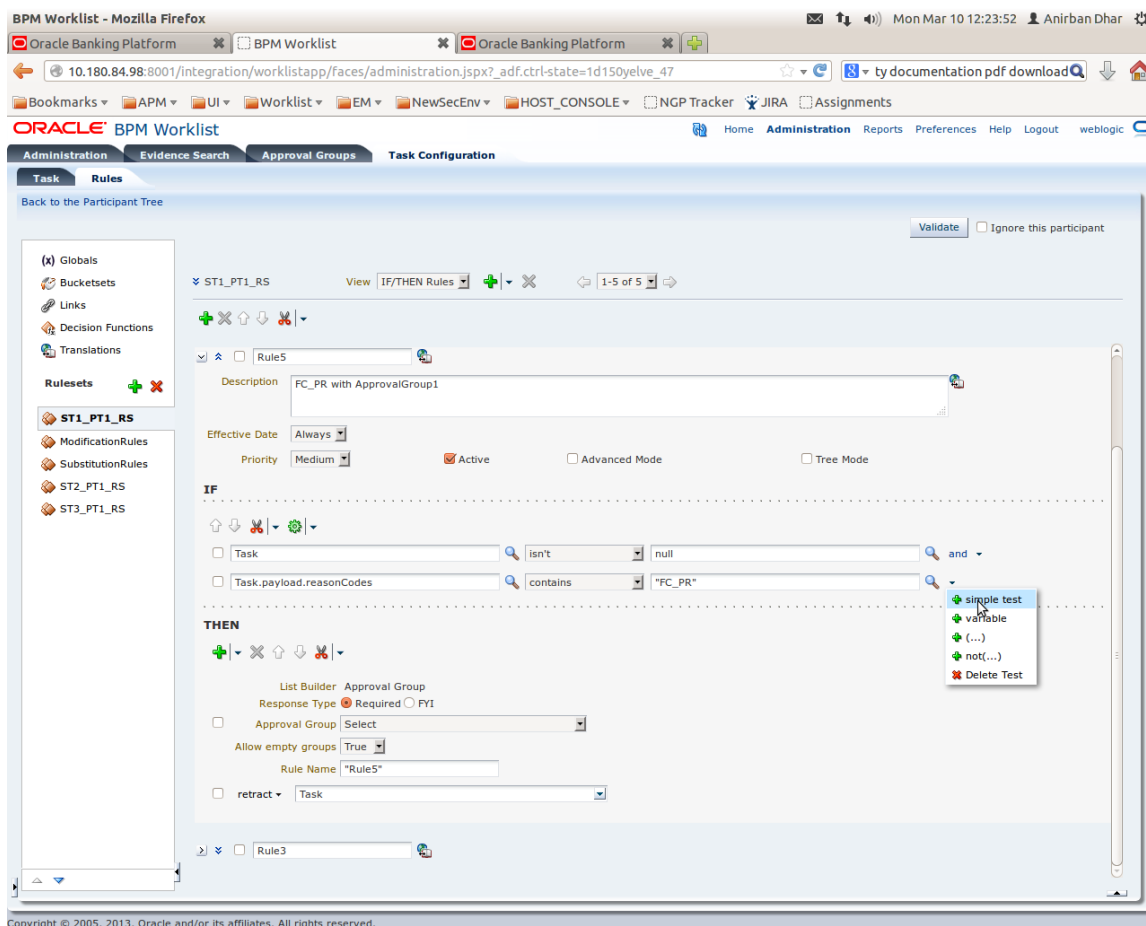 BPM Worklist - Mozilla Firefox
Mon Mar 10 12:23:52 Anirban Dhar
Oracle Banking Platform BPM Worklist Oracle Banking Platform
10.180.84.98:8001/integration/worklistapp/faces/administration.jspx?_adf.ctrl-state=1d150yelve_47 ty documentation pdf download
Bookmarks APM UI Worklist EM NewSecEnv HOST_CONSOLE NGP Tracker JIRA Assignments
ORACLE BPM Worklist Home Administration Reports Preferences Help Logout weblogic
Administration Evidence Search Approval Groups Task Configuration
Task Rules
Back to the Participant Tree
Validate Ignore this participant
(x) Globals
Bucketsets
Links
Decision Functions
Translations
Rulesets
ST1_PT1_RS
ModificationRules
SubstitutionRules
ST2_PT1_RS
ST3_PT1_RS
ST1_PT1_RS View IF/THEN Rules 1-5 of 5
Rule5
Description FC_PR with ApprovalGroup1
Effective Date Always
Priority Medium Active Advanced Mode Tree Mode
IF
Task isn't null and
Task.payload.reasonCodes contains "FC_PR"
simple test
variable
(...)
not(...)
Delete Test
THEN
List Builder Approval Group
Response Type Required FYI
Approval Group Select
Allow empty groups True
Rule Name "Rule5"
retract Task
Rule3
Copyright © 2005, 2013, Oracle and/or its affiliates. All rights reserved.